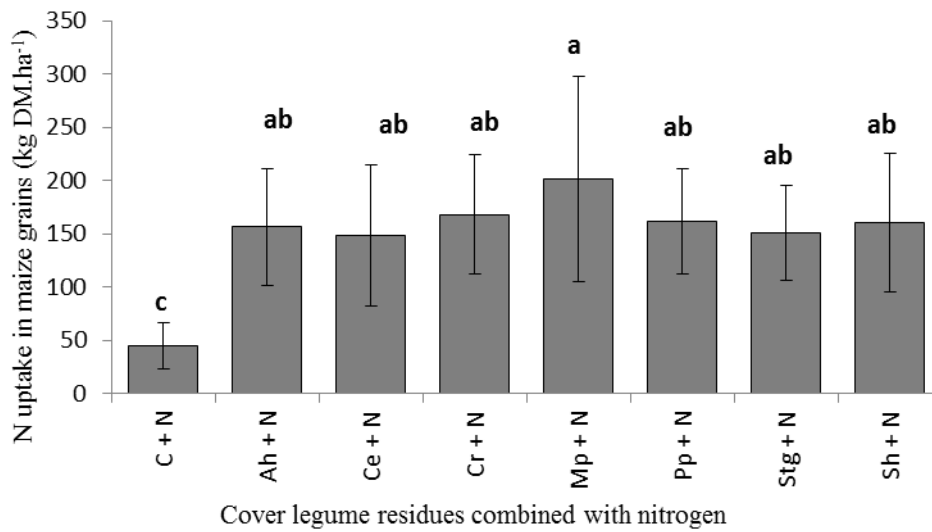 N uptake in maize grains (kg DM.ha⁻¹)
350
300
250
200
150
100
50
0
c
ab
ab
ab
a
ab
ab
ab
C + N
Ah + N
Ce + N
Cr + N
Mp + N
Pp + N
Stg + N
Sh + N
Cover legume residues combined with nitrogen